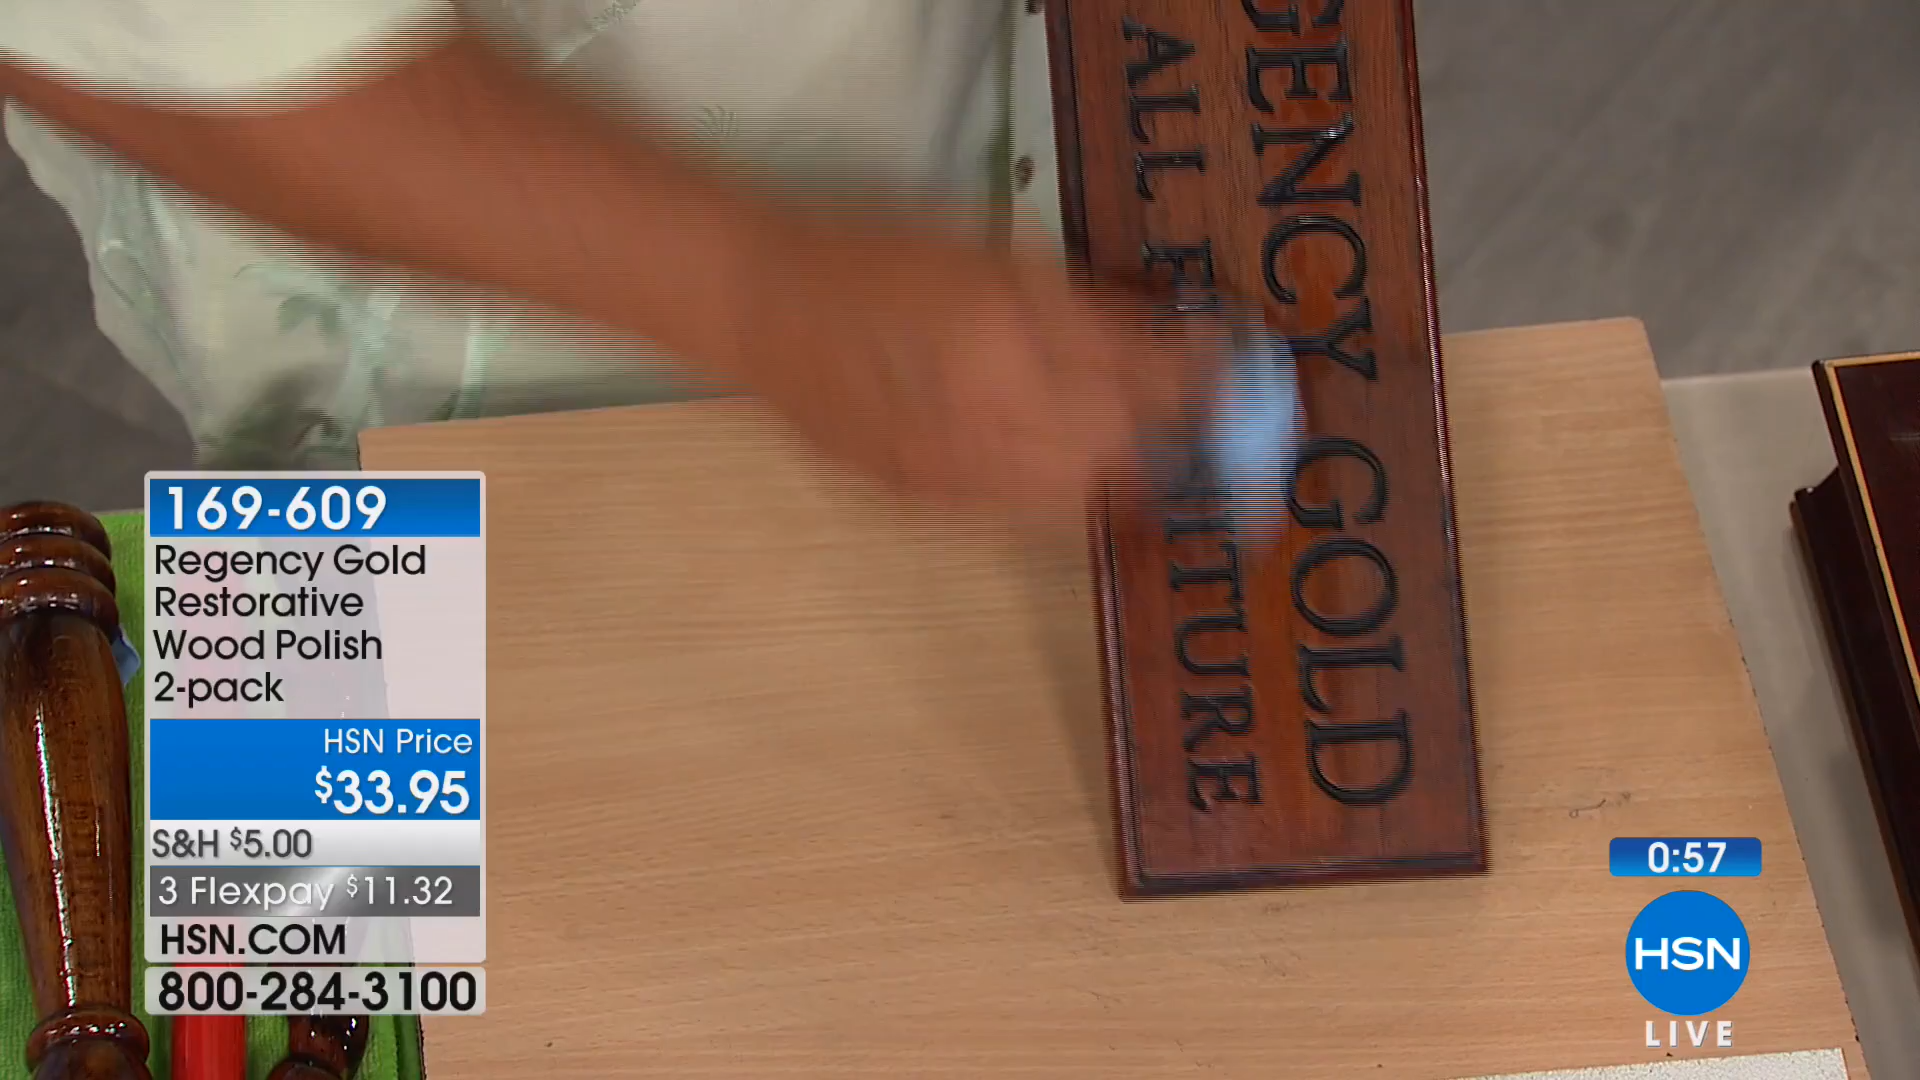 GENCY GOLD
ALL
ITURE
169-609
Regency Gold
Restorative
Wood Polish
2-pack
HSN Price
$33.95
S&H $5.00
3 Flexpay $11.32
HSN.COM
800-284-3100
0:57
HSN
LIVE